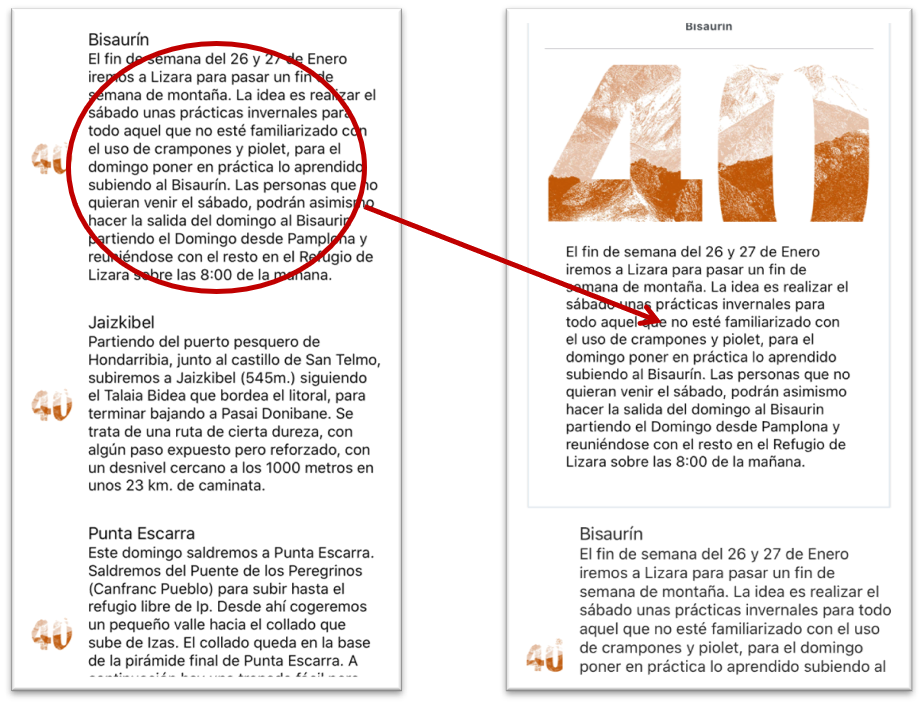 Bisaurín
El fin de semana del 26 y 27 de Enero
iremos a Lizara para pasar un fin de
semana de montaña. La idea es realizar el
sábado unas prácticas invernales para
todo aquel que no esté familiarizado con
el uso de crampones y piolet, para el
domingo poner en práctica lo aprendido
subiendo al Bisaurín. Las personas que no
quieran venir el sábado, podrán asimismo
hacer la salida del domingo al Bisaurin
partiendo el Domingo desde Pamplona y
reuniéndose con el resto en el Refugio de
Lizara sobre las 8:00 de la mañana.
40
Jaizkibel
Partiendo del puerto pesquero de
Hondarribia, junto al castillo de San Telmo,
subiremos a Jaizkibel (545m.) siguiendo
el Talaia Bidea que bordea el litoral, para
terminar bajando a Pasai Donibane. Se
trata de una ruta de cierta dureza, con
algún paso expuesto pero reforzado, con
un desnivel cercano a los 1000 metros en
unos 23 km. de caminata.
40
Punta Escarra
Este domingo saldremos a Punta Escarra.
Saldremos del Puente de los Peregrinos
(Canfranc Pueblo) para subir hasta el
refugio libre de Ip. Desde ahí cogeremos
un pequeño valle hacia el collado que
sube de Izas. El collado queda en la base
de la pirámide final de Punta Escarra. A
40
Bisaurín
40
El fin de semana del 26 y 27 de Enero
iremos a Lizara para pasar un fin de
semana de montaña. La idea es realizar el
sábado unas prácticas invernales para
todo aquel que no esté familiarizado con
el uso de crampones y piolet, para el
domingo poner en práctica lo aprendido
subiendo al Bisaurín. Las personas que no
quieran venir el sábado, podrán asimismo
hacer la salida del domingo al Bisaurin
partiendo el Domingo desde Pamplona y
reuniéndose con el resto en el Refugio de
Lizara sobre las 8:00 de la mañana.
Bisaurín
El fin de semana del 26 y 27 de Enero
iremos a Lizara para pasar un fin de
semana de montaña. La idea es realizar el
sábado unas prácticas invernales para todo
aquel que no esté familiarizado con el uso
de crampones y piolet, para el domingo
poner en práctica lo aprendido subiendo al
40